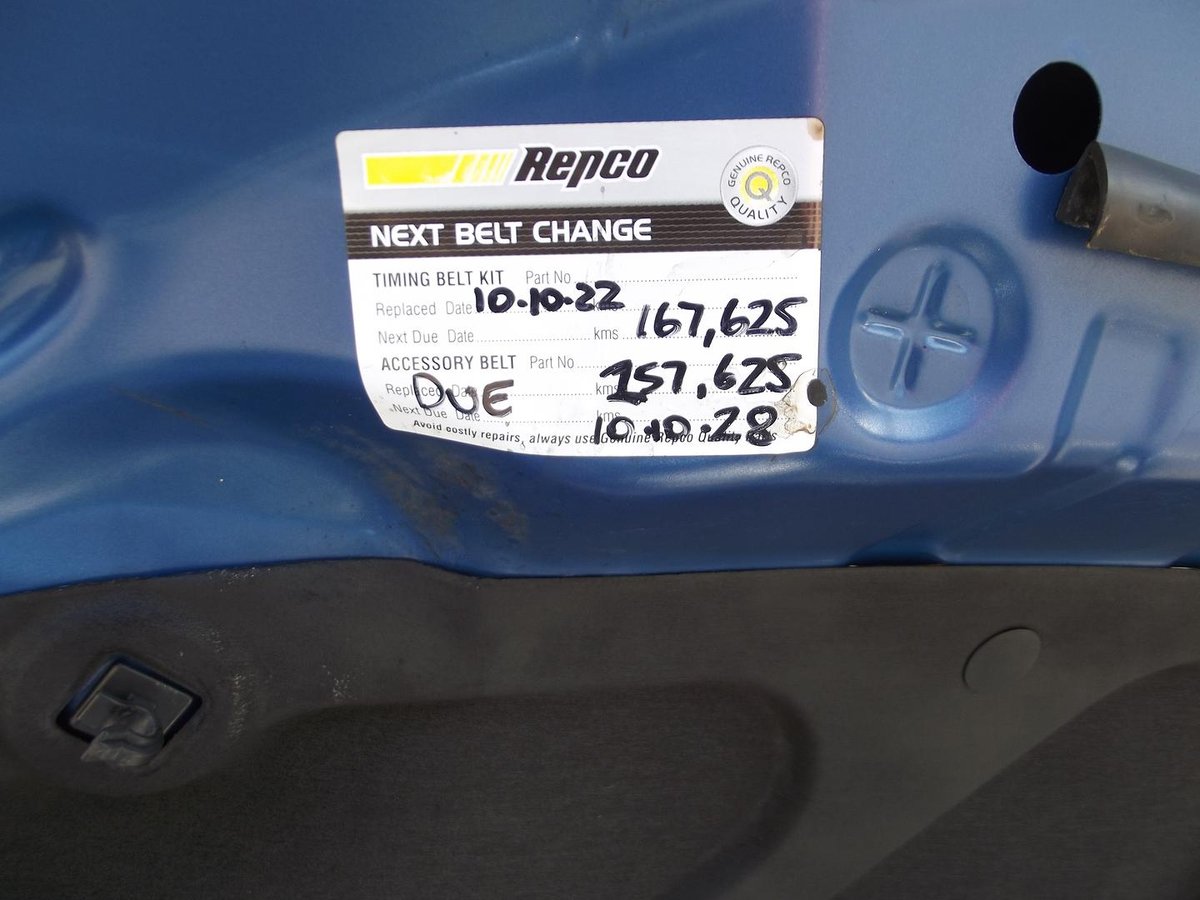 Repco
GENUINE REPCO
Q
QUALITY
NEXT BELT CHANGE
TIMING BELT KIT Part No
Replaced Date 10·10·22
Next Due Date kms 167,625
ACCESSORY BELT Part No
Replaced Date kms 257,625
DUE
Next Due Date kms 10·10·28
Avoid costly repairs, always use Genuine Repco Quality